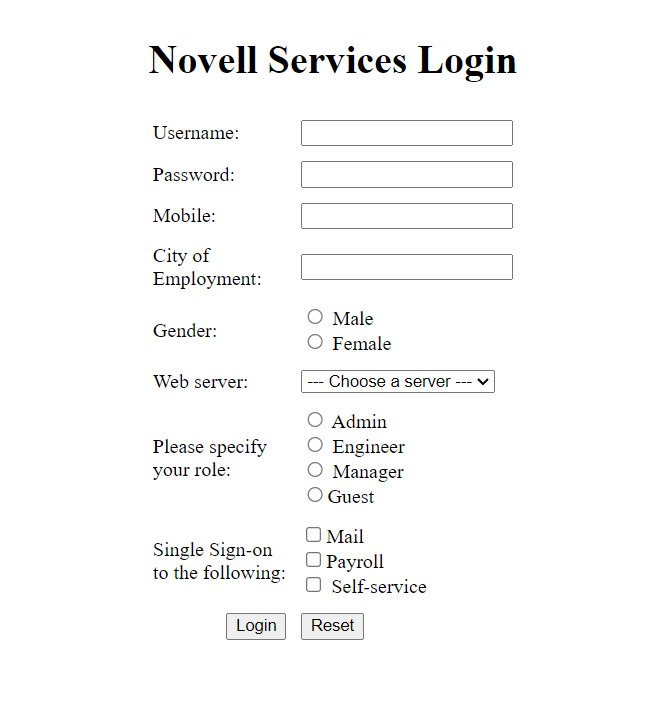 Novell Services Login
Username:
Password:
Mobile:
City of
Employment:
Gender:
Male
Female
Web server:
--- Choose a server ---
Please specify
your role:
Admin
Engineer
Manager
Guest
Single Sign-on
to the following:
Mail
Payroll
Self-service
Login
Reset